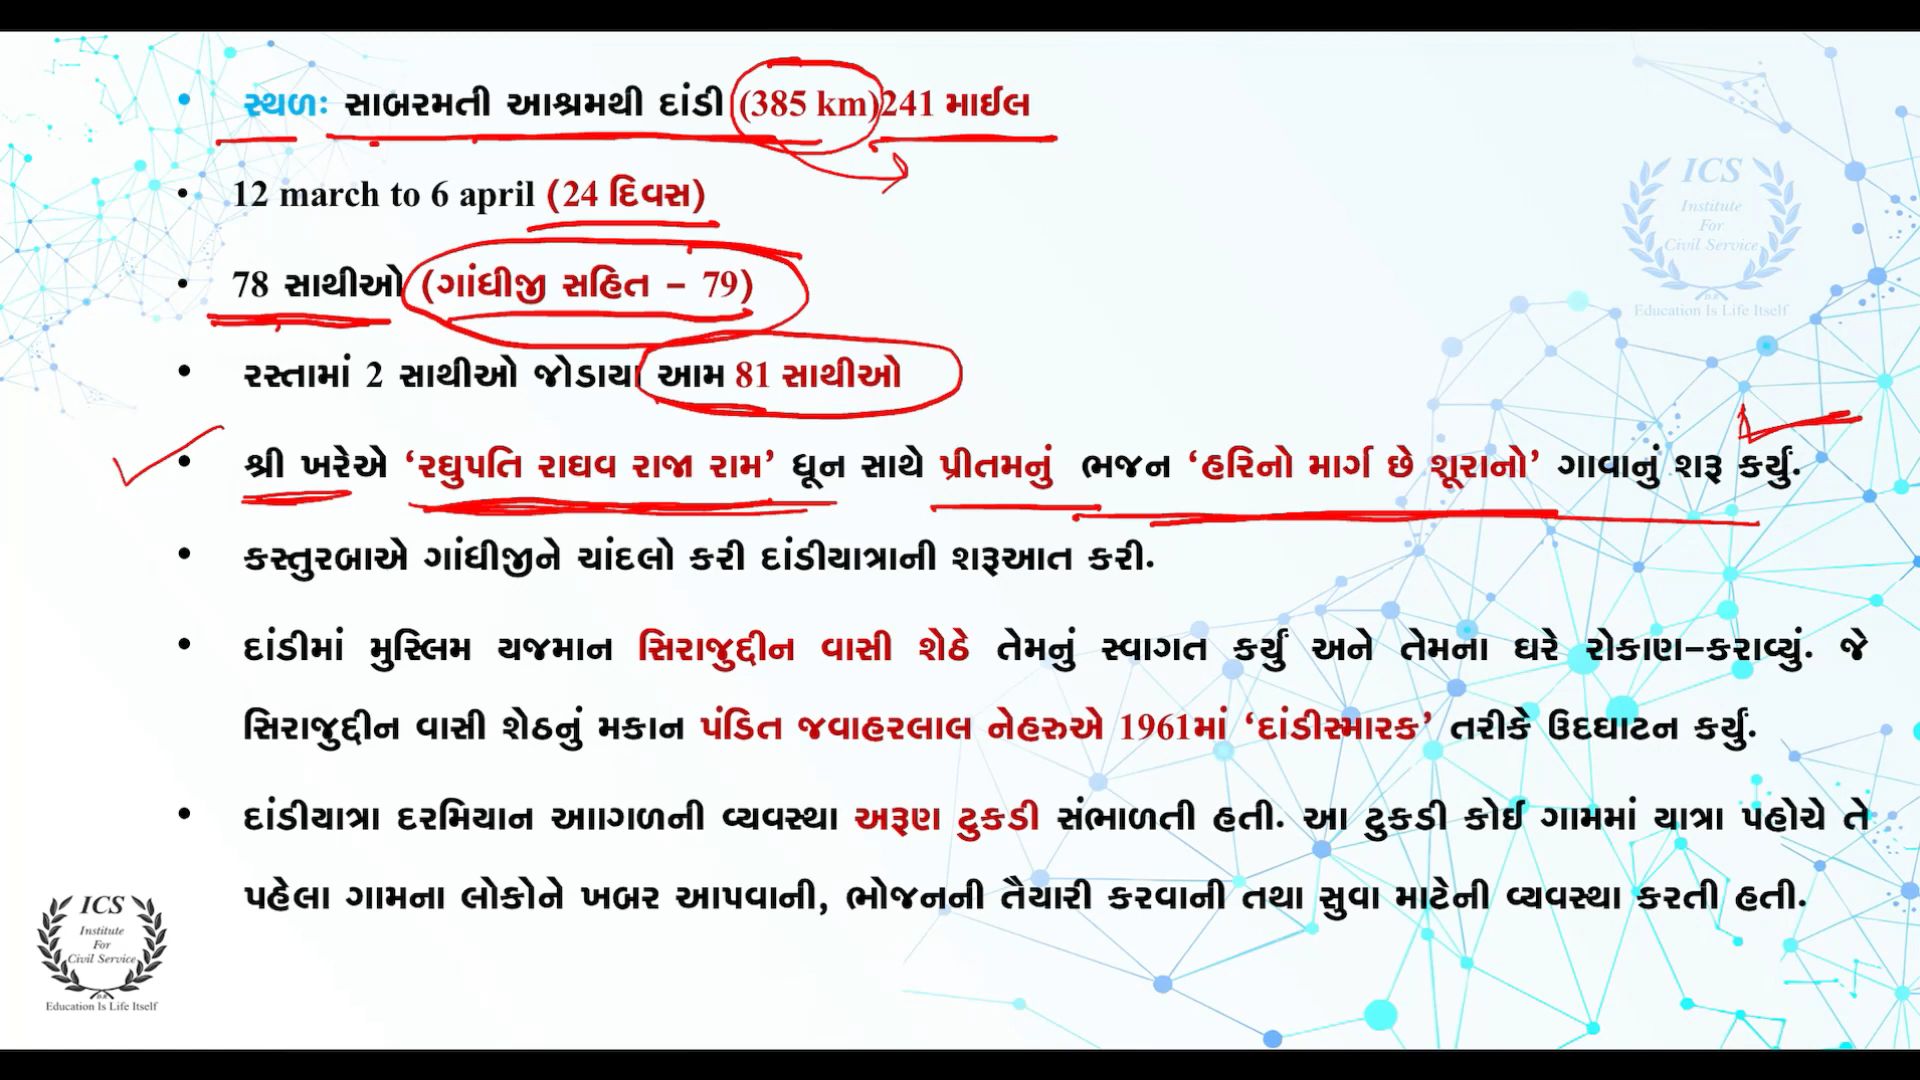 • સ્થળઃ સાબરમતી આશ્રમથી દાંડી (385 km)241 માઈલ
• 12 march to 6 april (24 દિવસ)
• 78 સાથીઓ (ગાંધીજી સહિત – 79)
• રસ્તામાં 2 સાથીઓ જોડાયા આમ 81 સાથીઓ
• શ્રી ખરેએ ‘રઘુપતિ રાઘવ રાજા રામ’ ધૂન સાથે પ્રીતમનું ભજન ‘હરિનો માર્ગ છે શૂરાનો’ ગાવાનું શરૂ કર્યું.
• કસ્તુરબાએ ગાંધીજીને ચાંદલો કરી દાંડીયાત્રાની શરૂઆત કરી.
• દાંડીમાં મુસ્લિમ યજમાન સિરાજુદ્દીન વાસી શેઠે તેમનું સ્વાગત કર્યું અને તેમના ઘરે રોકાણ–કરાવ્યું. જે
સિરાજુદ્દીન વાસી શેઠનું મકાન પંડિત જવાહરલાલ નેહરુએ 1961માં ‘દાંડીસ્મારક’ તરીકે ઉદઘાટન કર્યું.
• દાંડીયાત્રા દરમિયાન આાગળની વ્યવસ્થા અરૂણ ટુકડી સંભાળતી હતી. આ ટુકડી કોઈ ગામમાં યાત્રા પહોચે તે
પહેલા ગામના લોકોને ખબર આપવાની, ભોજનની તૈયારી કરવાની તથા સુવા માટેની વ્યવસ્થા કરતી હતી.
ICS
Institute
For
Civil Service
D.R
Education Is Life Itself
ICS
Institute
For
Civil Service
D.R
Education Is Life Itself